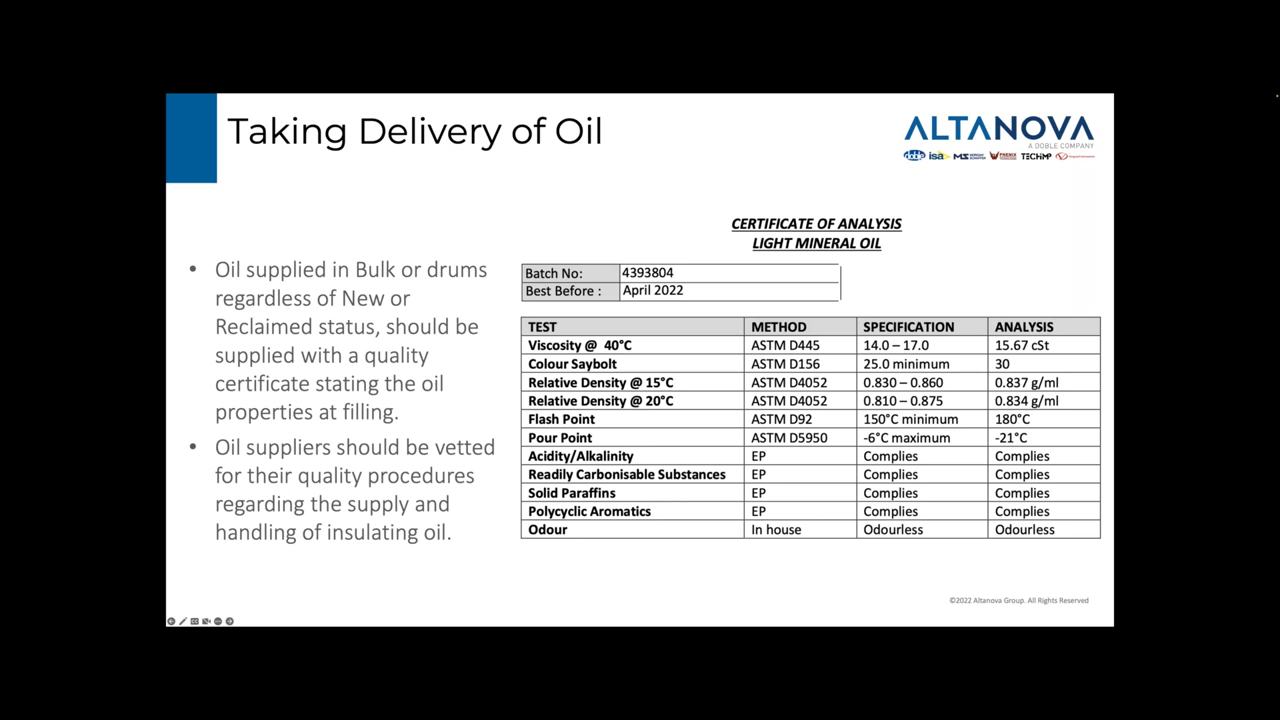 Taking Delivery of Oil
ALTANOVA
A DOBLE COMPANY
doble isa MORGAN SCHAFFER PHENIX TECHIMP
• Oil supplied in Bulk or drums
regardless of New or
Reclaimed status, should be
supplied with a quality
certificate stating the oil
properties at filling.
• Oil suppliers should be vetted
for their quality procedures
regarding the supply and
handling of insulating oil.
CERTIFICATE OF ANALYSIS
LIGHT MINERAL OIL
Batch No: 4393804
Best Before : April 2022
TEST METHOD SPECIFICATION ANALYSIS
Viscosity @ 40°C ASTM D445 14.0 – 17.0 15.67 cSt
Colour Saybolt ASTM D156 25.0 minimum 30
Relative Density @ 15°C ASTM D4052 0.830 – 0.860 0.837 g/ml
Relative Density @ 20°C ASTM D4052 0.810 – 0.875 0.834 g/ml
Flash Point ASTM D92 150°C minimum 180°C
Pour Point ASTM D5950 -6°C maximum -21°C
Acidity/Alkalinity EP Complies Complies
Readily Carbonisable Substances EP Complies Complies
Solid Paraffins EP Complies Complies
Polycyclic Aromatics EP Complies Complies
Odour In house Odourless Odourless
©2022 Altanova Group. All Rights Reserved